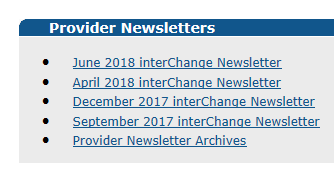 Provider Newsletters
June 2018 interChange Newsletter
April 2018 interChange Newsletter
December 2017 interChange Newsletter
September 2017 interChange Newsletter
Provider Newsletter Archives